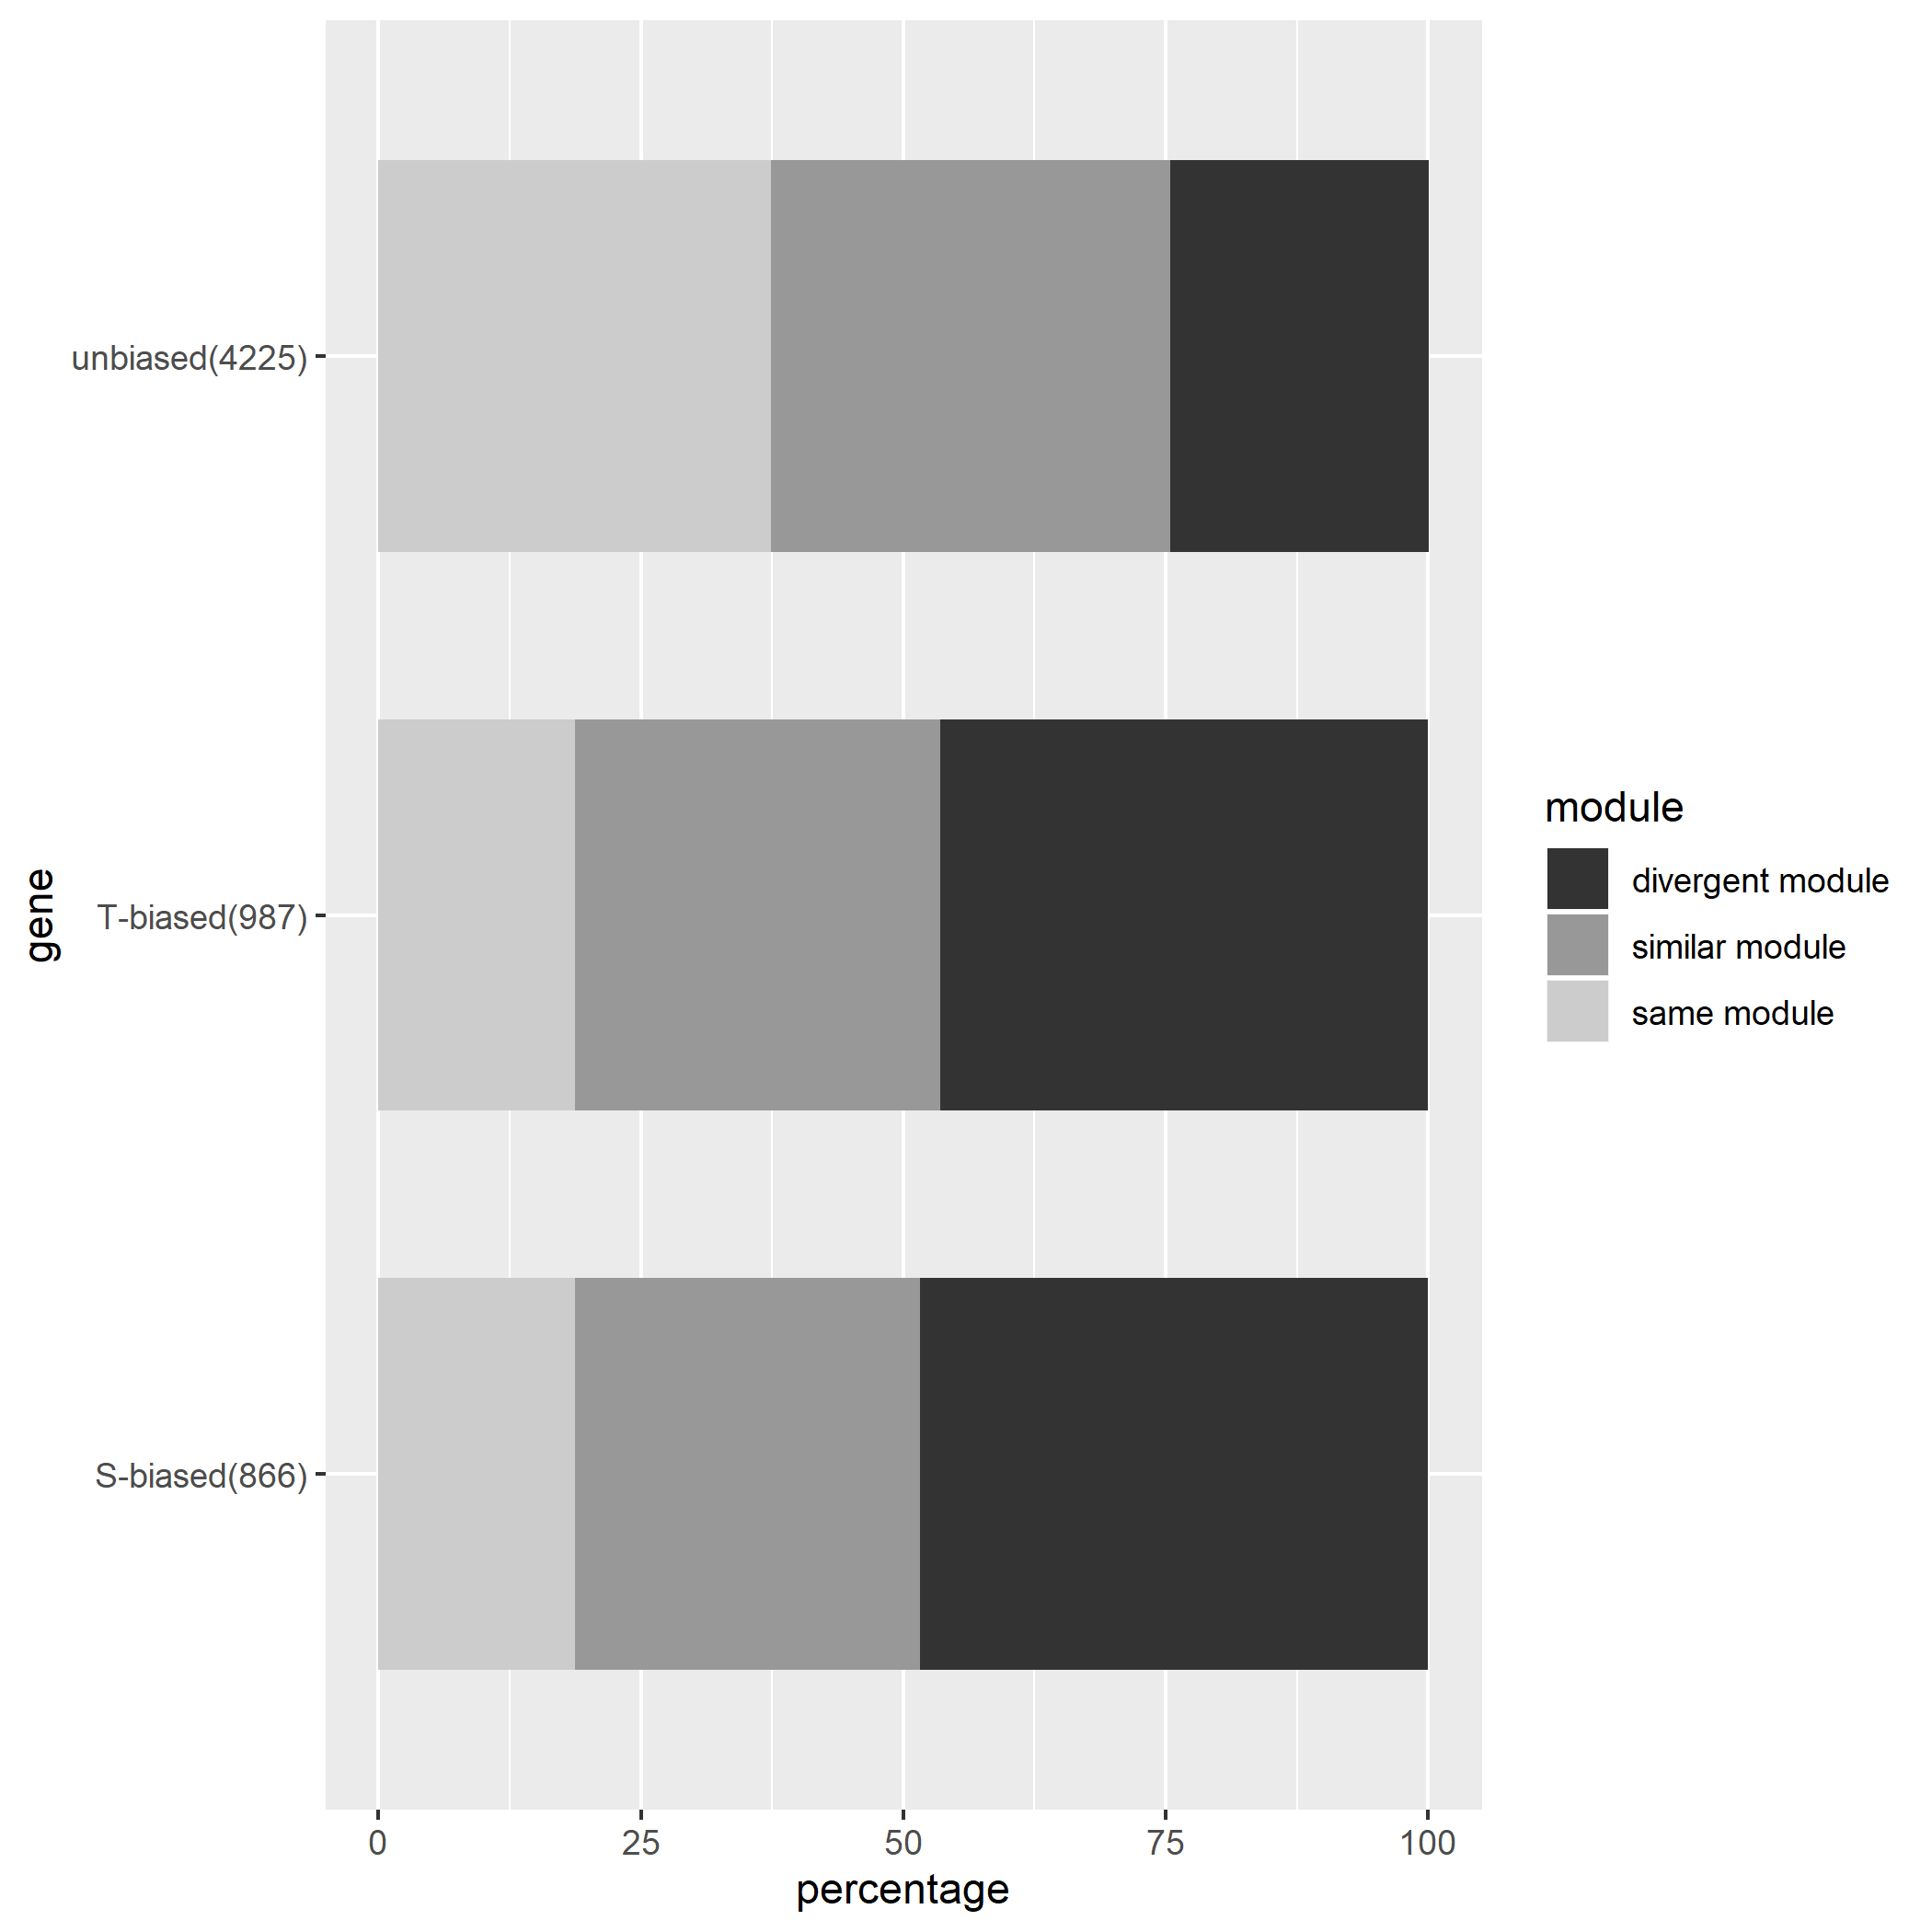 unbiased(4225)
T-biased(987)
S-biased(866)
gene
0 25 50 75 100
percentage
module
divergent module
similar module
same module